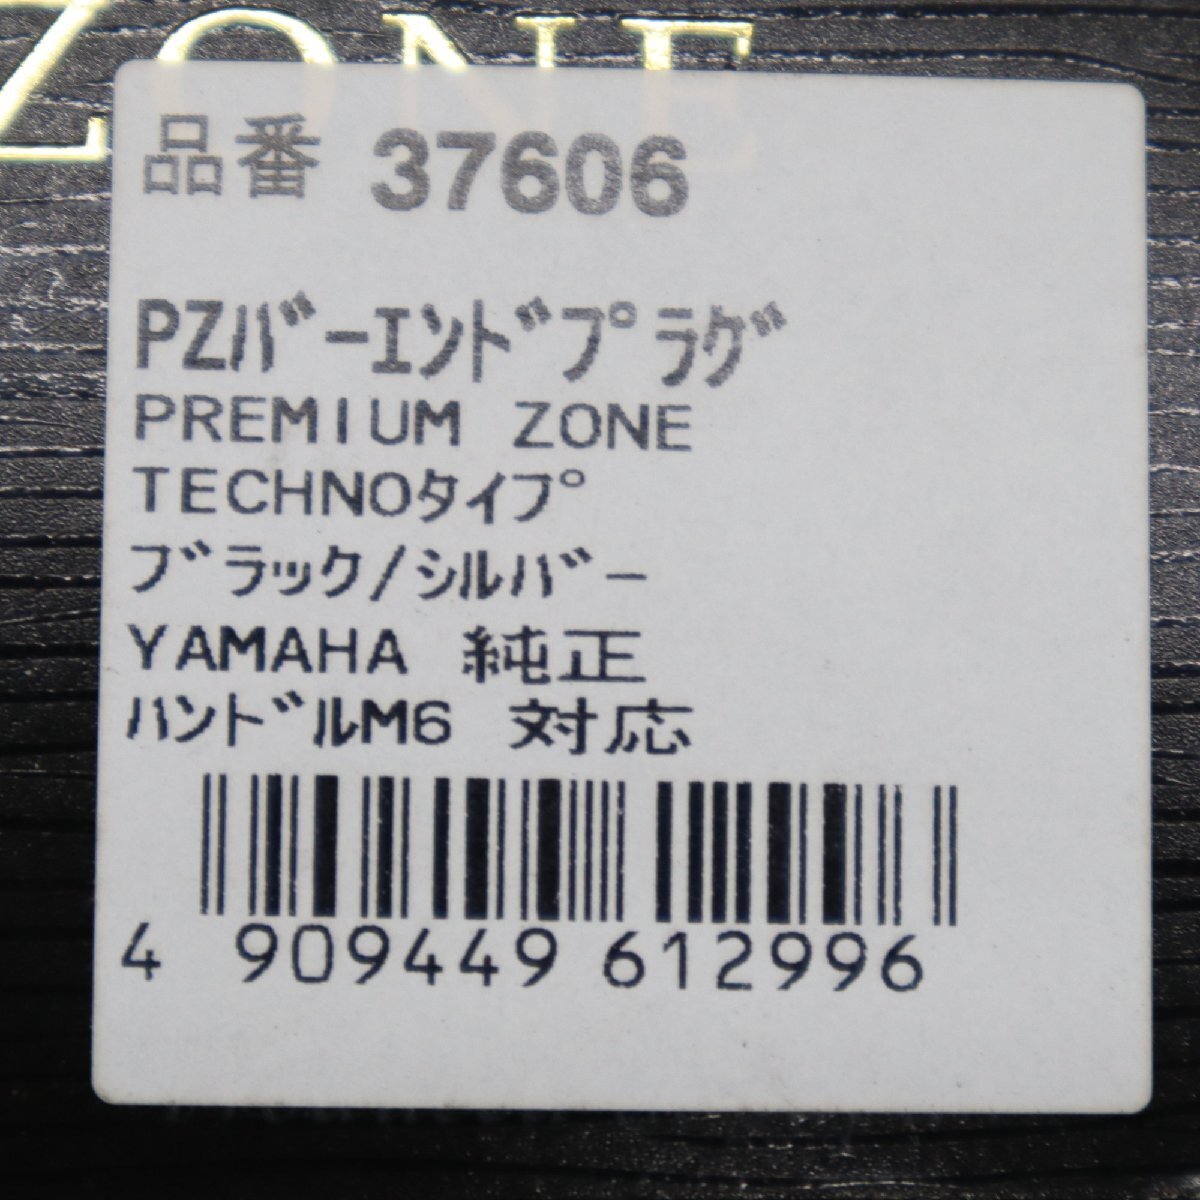 ZONE
品番 37606
PZバーエンドプラグ
PREMIUM ZONE
TECHNOタイプ
ブラック/シルバー
YAMAHA 純正
ハンドルM6 対応
4 909449 612996